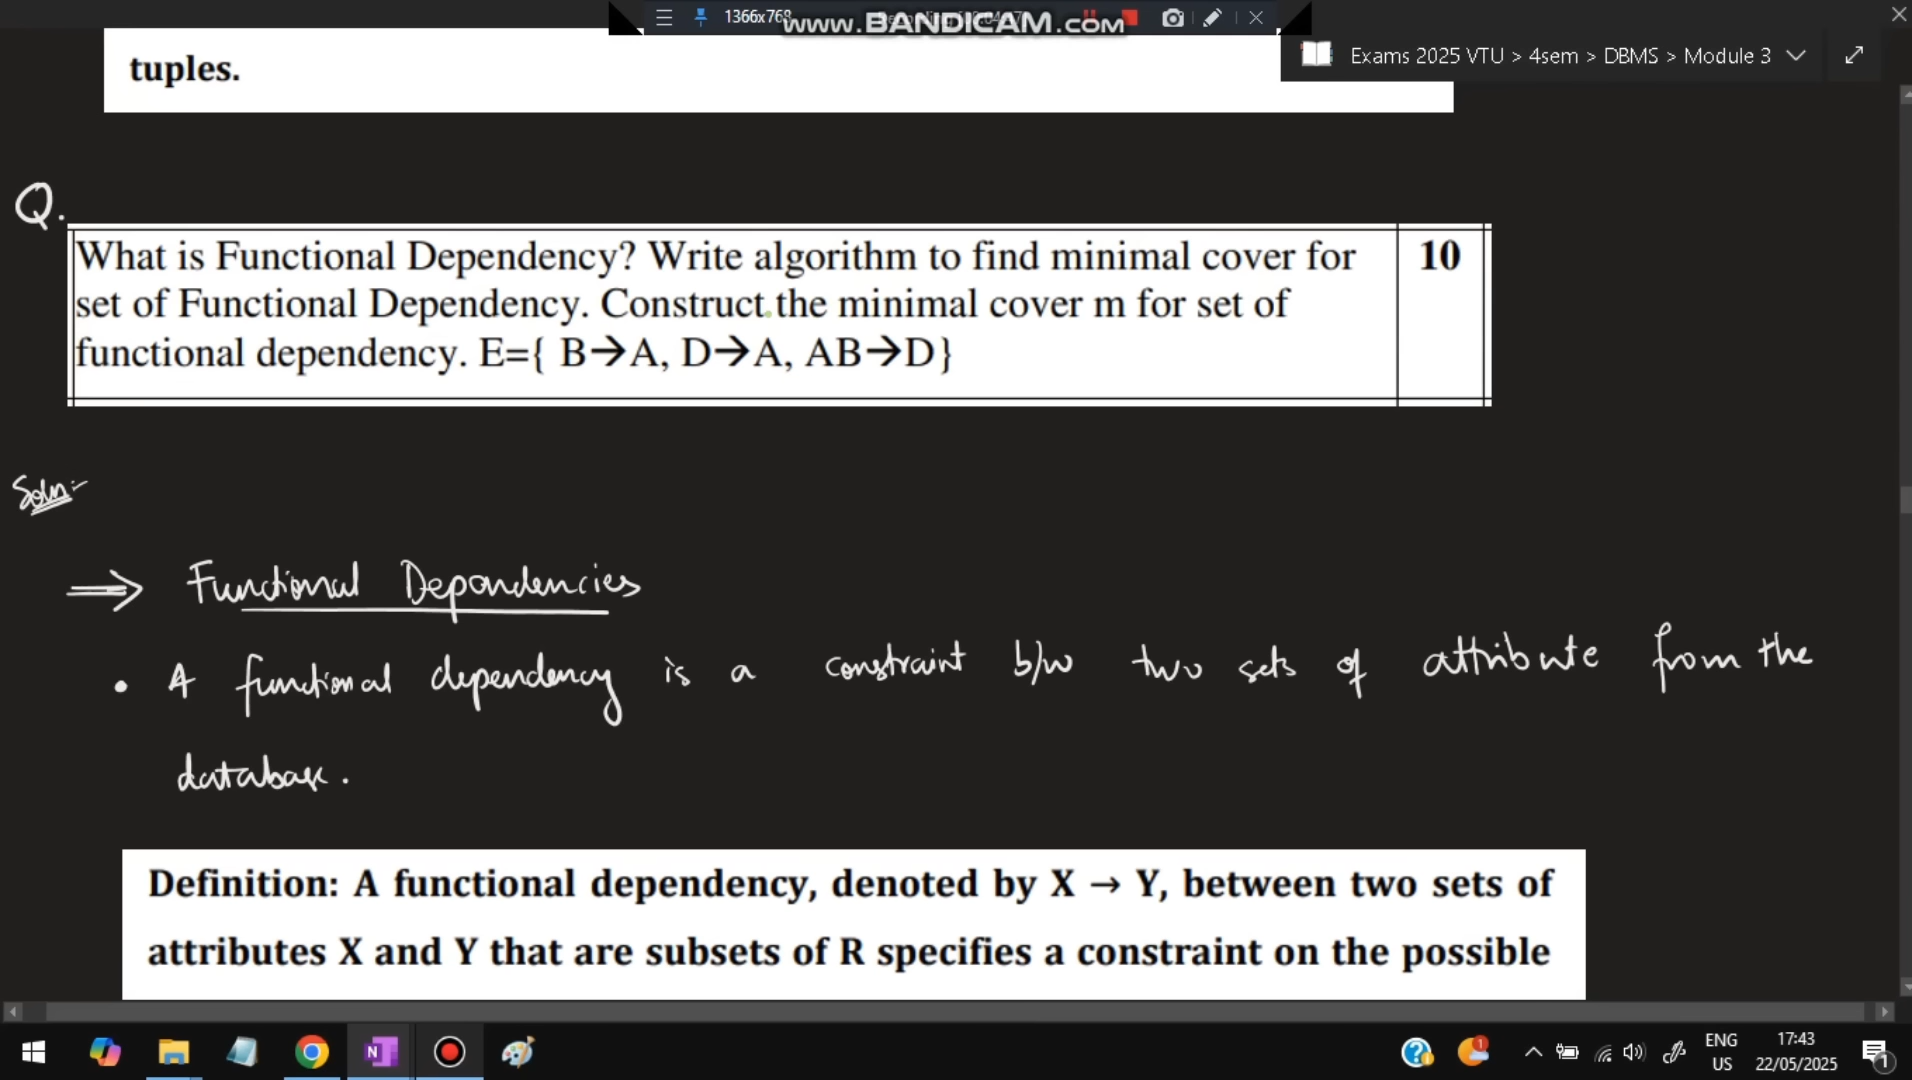 1366x768
www.BANDICAM.com
tuples.
Exams 2025 VTU > 4sem > DBMS > Module 3
Q.
What is Functional Dependency? Write algorithm to find minimal cover for
set of Functional Dependency. Construct the minimal cover m for set of
functional dependency. E={ B→A, D→A, AB→D}
10
Soln:-
⇒ Functional Dependencies
• A functional dependency is a constraint b/w two sets of attribute from the
database.
Definition: A functional dependency, denoted by X → Y, between two sets of
attributes X and Y that are subsets of R specifies a constraint on the possible
N
1
ENG
US
17:43
22/05/2025
1